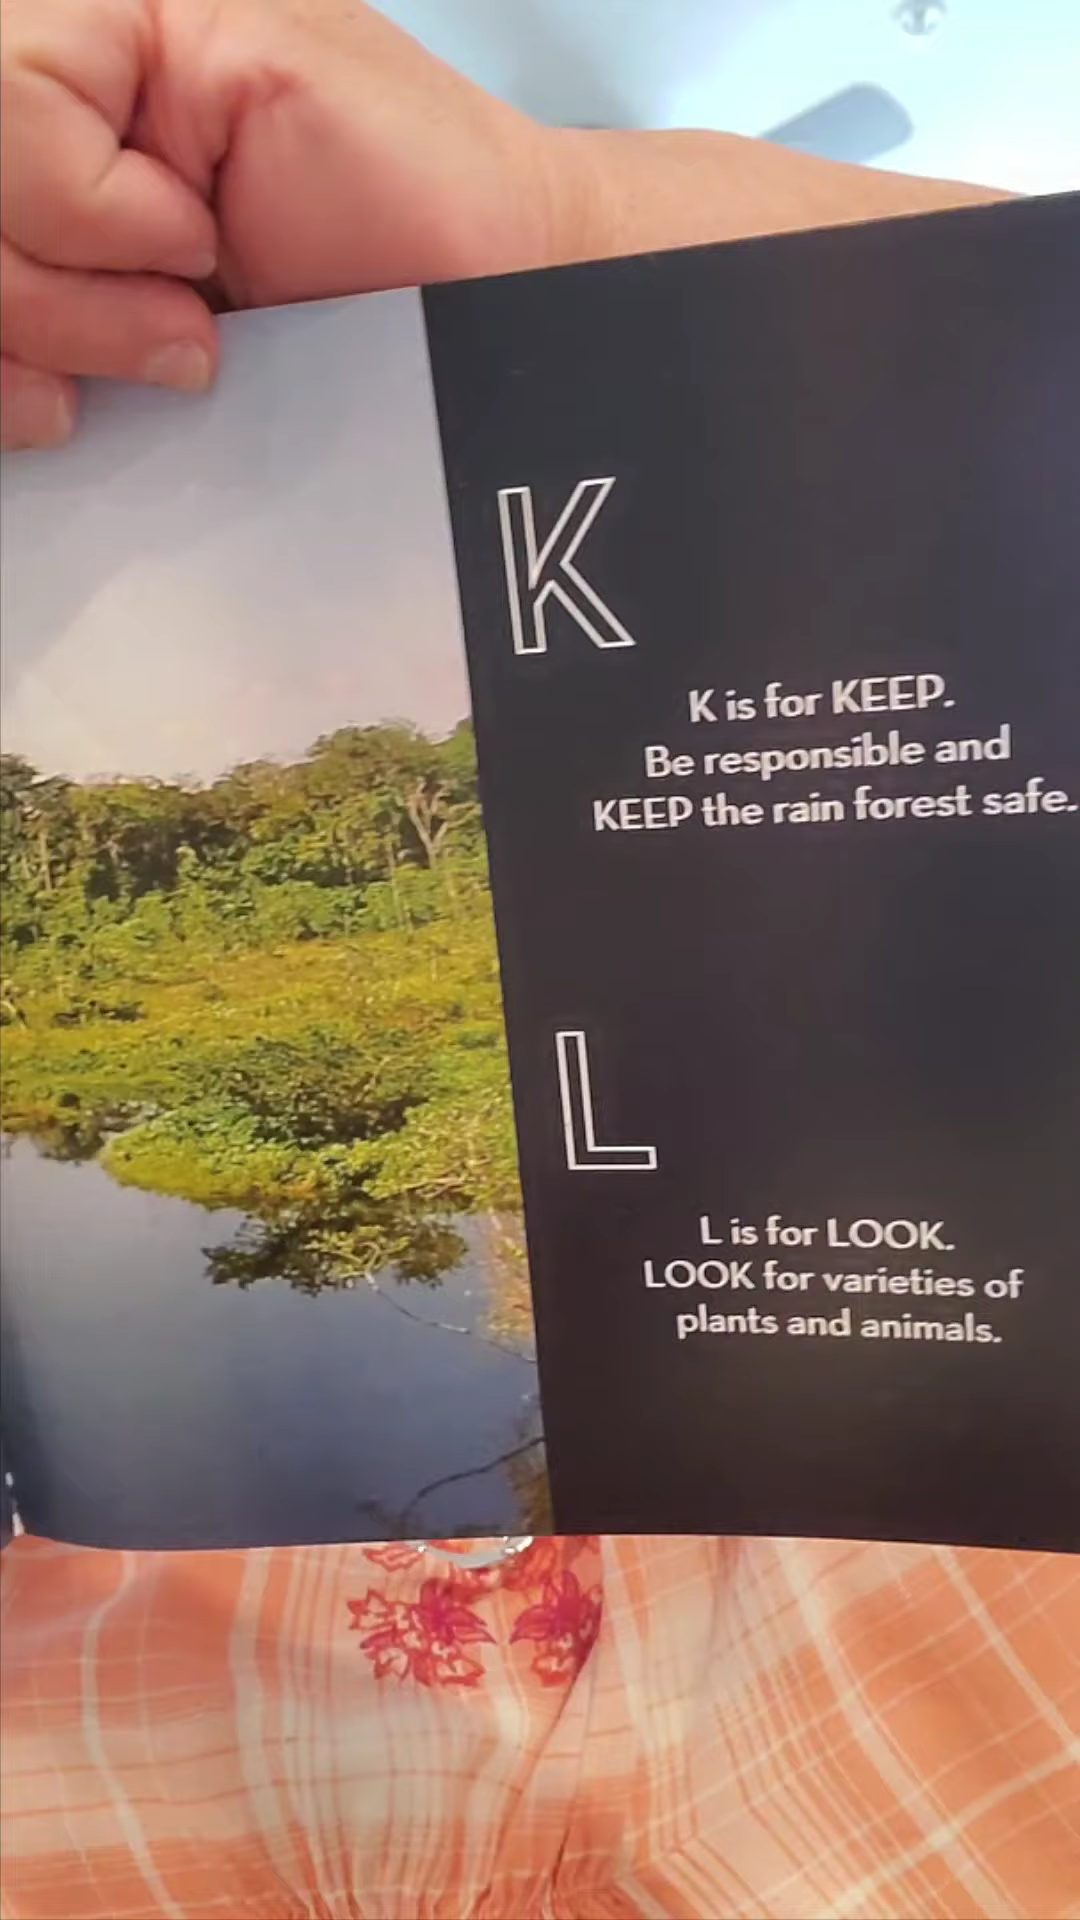 K
K is for KEEP.
Be responsible and
KEEP the rain forest safe.
L
L is for LOOK.
LOOK for varieties of
plants and animals.